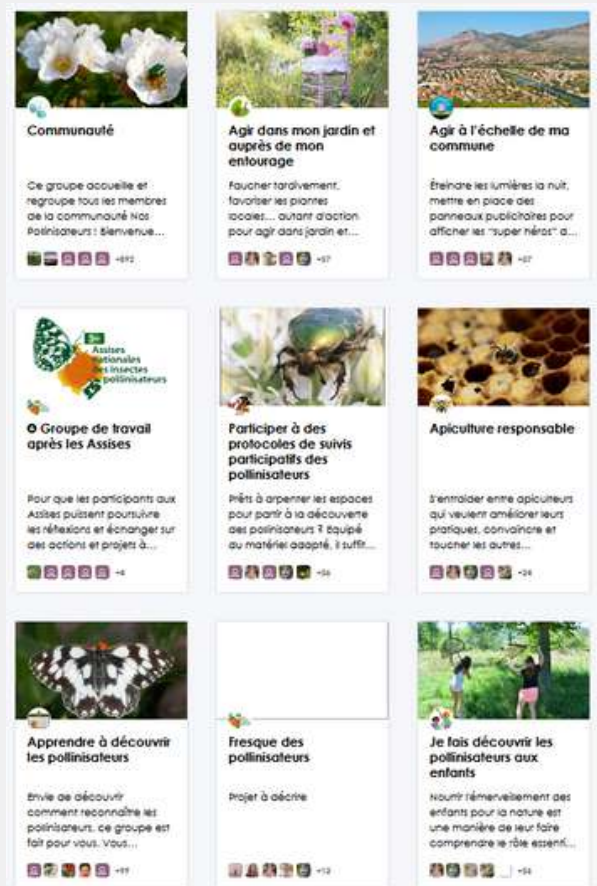 Communauté
Ce groupe accueille et
regroupe tous les membres
de la communauté Nos
Pollinisateurs ! Bienvenue...
+892
Agir dans mon jardin et
auprès de mon
entourage
Faucher tardivement,
favoriser les plantes
locales... autant d'action
pour agir dans jardin et...
+87
Agir à l'échelle de ma
commune
Éteindre les lumières la nuit,
mettre en place des
panneaux publicitaires pour
afficher les "super héros" d...
Assises
nationales
des insectes
pollinisateurs
Groupe de travail
après les Assises
Pour que les participants aux
Assises puissent poursuivre
les réflexions et échanger sur
des actions et projets à...
Participer à des
protocoles de suivis
participatifs des
pollinisateurs
Prêts à arpenter les espaces
pour partir à la découverte
des pollinisateurs ? Equipé
du matériel adapté, il suffit...
Apiculture responsable
S'entraider entre apiculteurs
qui veulent améliorer leurs
pratiques, convaincre et
toucher les autres...
+24
Apprendre à découvrir
les pollinisateurs
Envie de découvrir
comment reconnaître les
pollinisateurs, ce groupe est
fait pour vous. Vous...
Fresque des
pollinisateurs
Projet à décrire
Je fais découvrir les
pollinisateurs aux
enfants
Nourrir l'émerveillement des
enfants pour la nature est
une manière de leur faire
comprendre le rôle essenti...